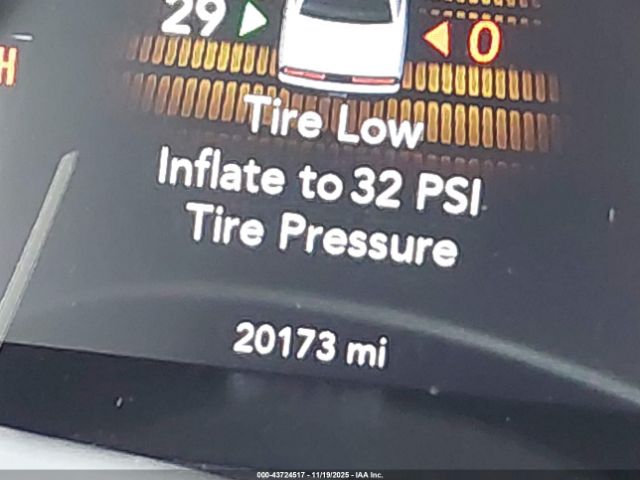 29 0
H
Tire Low
Inflate to 32 PSI
Tire Pressure
20173 mi
000-43724517 - 11/19/2025 - IAA Inc.